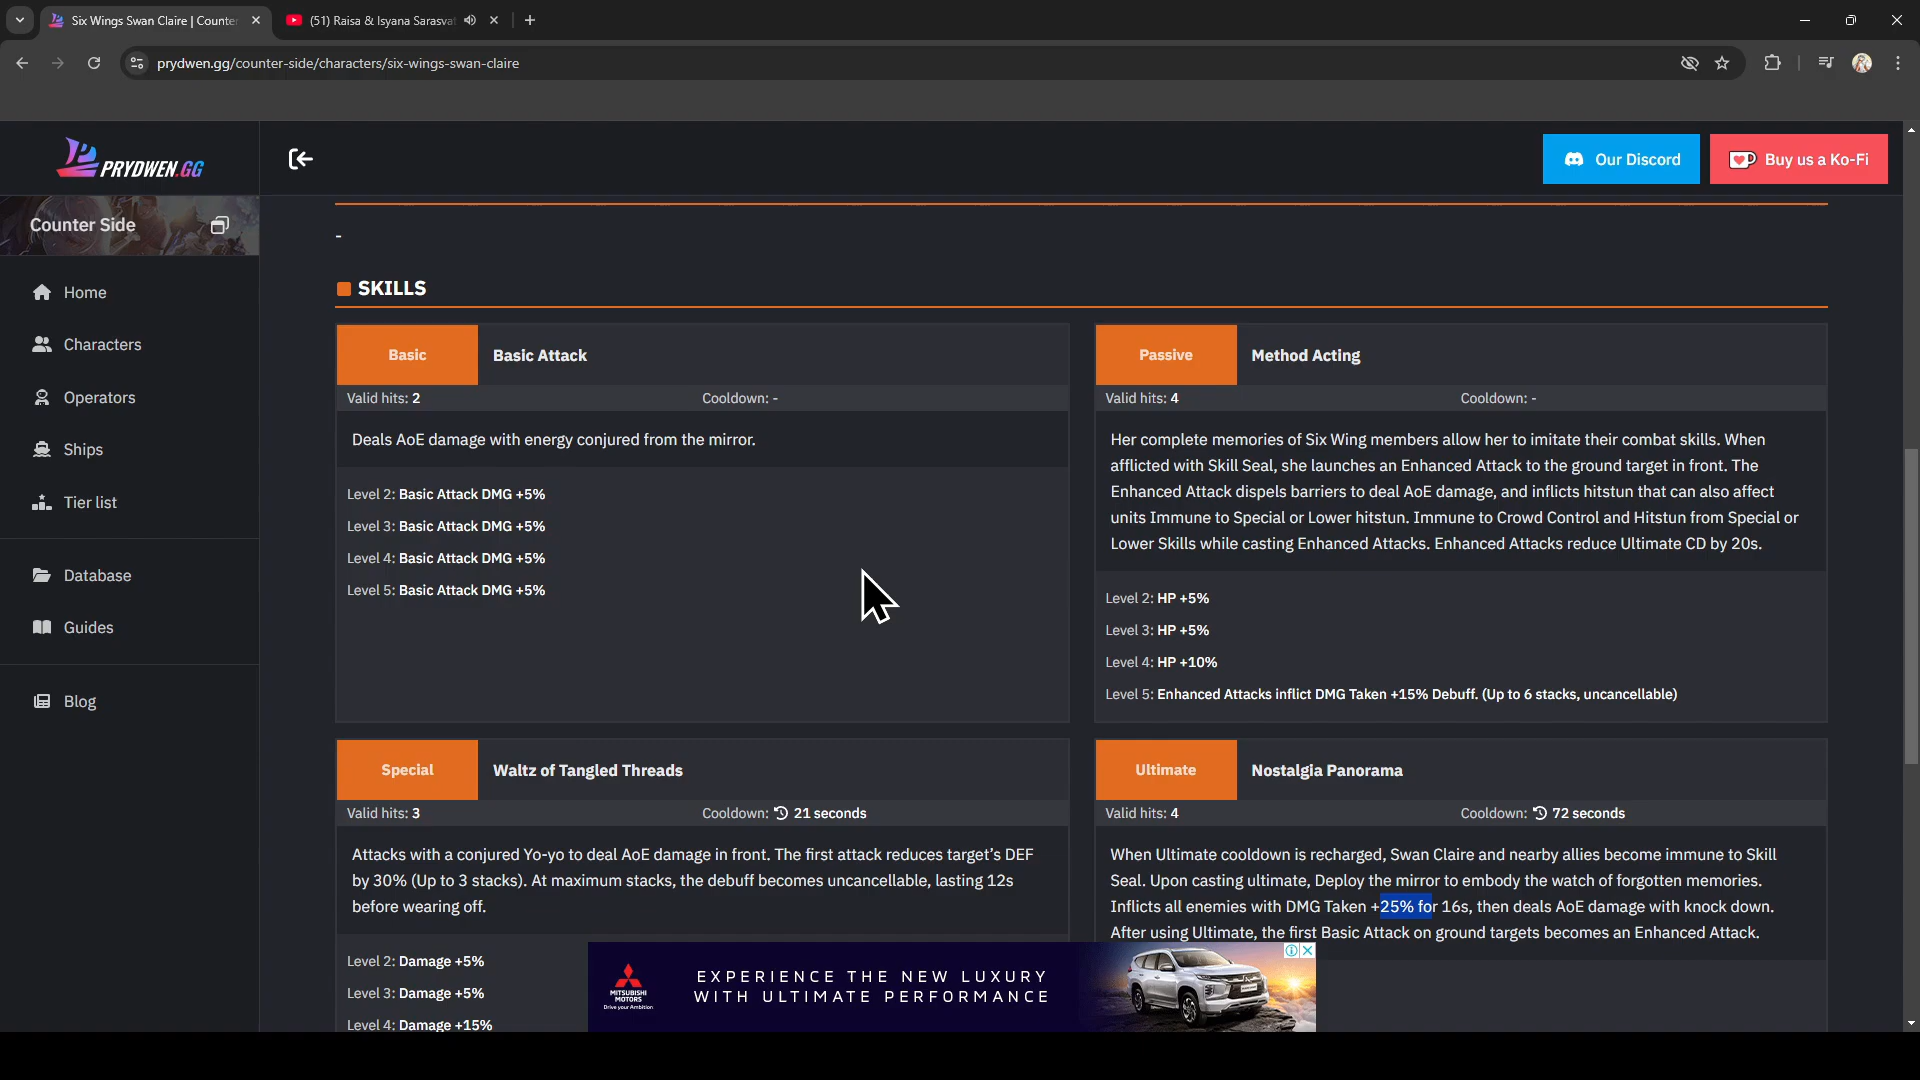 Six Wings Swan Claire | Counte
(51) Raisa & Isyana Sarasva
prydwen.gg/counter-side/characters/six-wings-swan-claire
PRYDWEN.GG
Our Discord
Buy us a Ko-Fi
Counter Side
Home
Characters
Operators
Ships
Tier list
Database
Guides
Blog
-
SKILLS
Basic
Basic Attack
Valid hits: 2
Cooldown: -
Deals AoE damage with energy conjured from the mirror.
Level 2: Basic Attack DMG +5%
Level 3: Basic Attack DMG +5%
Level 4: Basic Attack DMG +5%
Level 5: Basic Attack DMG +5%
Passive
Method Acting
Valid hits: 4
Cooldown: -
Her complete memories of Six Wing members allow her to imitate their combat skills. When
afflicted with Skill Seal, she launches an Enhanced Attack to the ground target in front. The
Enhanced Attack dispels barriers to deal AoE damage, and inflicts hitstun that can also affect
units Immune to Special or Lower hitstun. Immune to Crowd Control and Hitstun from Special or
Lower Skills while casting Enhanced Attacks. Enhanced Attacks reduce Ultimate CD by 20s.
Level 2: HP +5%
Level 3: HP +5%
Level 4: HP +10%
Level 5: Enhanced Attacks inflict DMG Taken +15% Debuff. (Up to 6 stacks, uncancellable)
Special
Waltz of Tangled Threads
Valid hits: 3
Cooldown: 21 seconds
Attacks with a conjured Yo-yo to deal AoE damage in front. The first attack reduces target's DEF
by 30% (Up to 3 stacks). At maximum stacks, the debuff becomes uncancellable, lasting 12s
before wearing off.
Level 2: Damage +5%
Level 3: Damage +5%
Level 4: Damage +15%
Ultimate
Nostalgia Panorama
Valid hits: 4
Cooldown: 72 seconds
When Ultimate cooldown is recharged, Swan Claire and nearby allies become immune to Skill
Seal. Upon casting ultimate, Deploy the mirror to embody the watch of forgotten memories.
Inflicts all enemies with DMG Taken +25% for 16s, then deals AoE damage with knock down.
After using Ultimate, the first Basic Attack on ground targets becomes an Enhanced Attack.
MITSUBISHI
MOTORS
Drive your Ambition
EXPERIENCE THE NEW LUXURY
WITH ULTIMATE PERFORMANCE